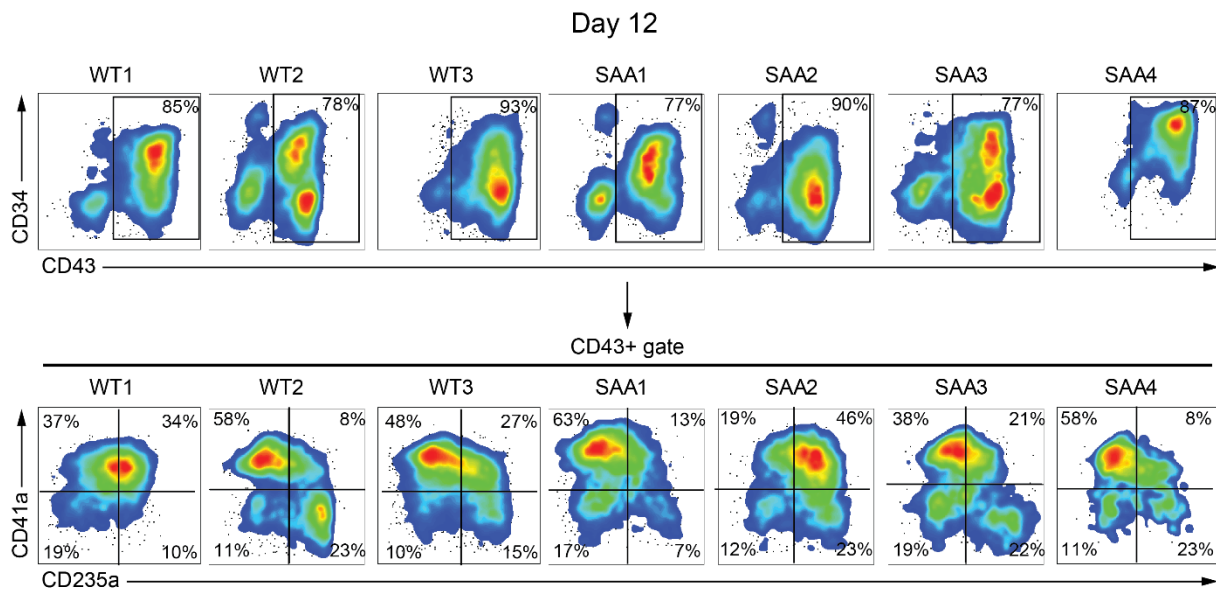 Day 12
WT1 WT2 WT3 SAA1 SAA2 SAA3 SAA4
85% 78% 93% 77% 90% 77% 87%
CD34
CD43
CD43+ gate
WT1 WT2 WT3 SAA1 SAA2 SAA3 SAA4
37% 34% 58% 8% 48% 27% 63% 13% 19% 46% 38% 21% 58% 8%
CD41a
19% 10% 11% 23% 10% 15% 17% 7% 12% 23% 19% 22% 11% 23%
CD235a